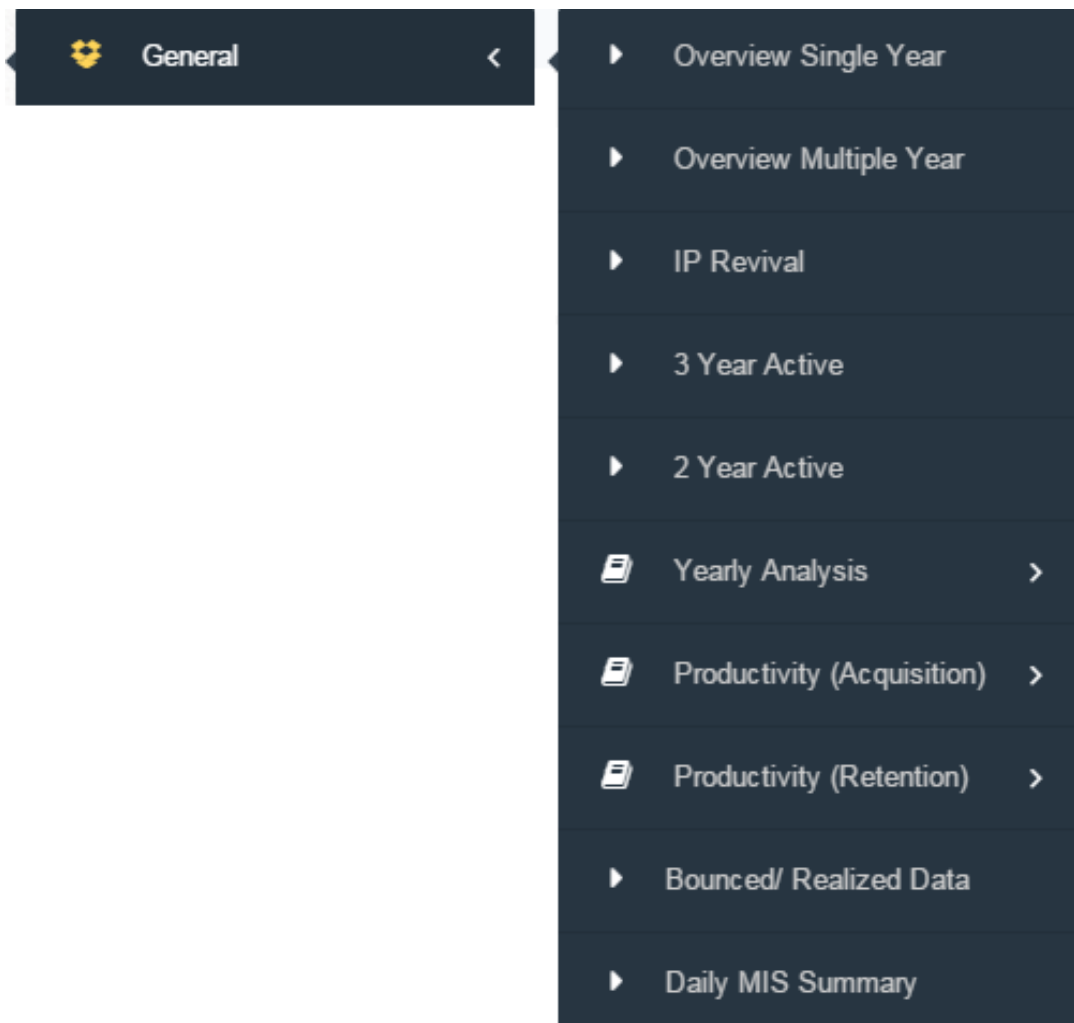 General
Overview Single Year
Overview Multiple Year
IP Revival
3 Year Active
2 Year Active
Yearly Analysis
Productivity (Acquisition)
Productivity (Retention)
Bounced/ Realized Data
Daily MIS Summary